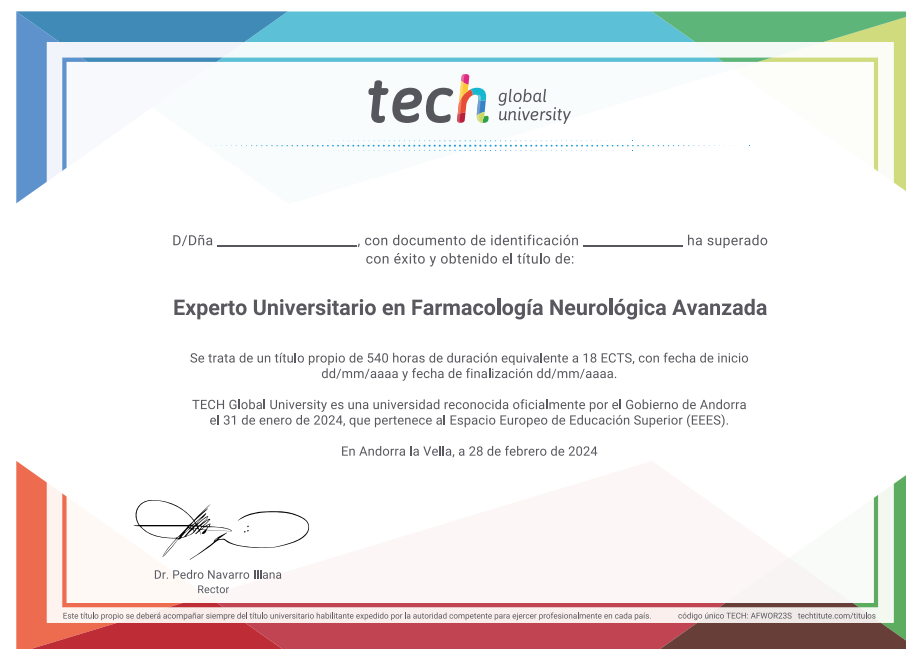 tech global
university
D/Dña ____________________, con documento de identificación ______________ ha superado
con éxito y obtenido el título de:
Experto Universitario en Farmacología Neurológica Avanzada
Se trata de un título propio de 540 horas de duración equivalente a 18 ECTS, con fecha de inicio
dd/mm/aaaa y fecha de finalización dd/mm/aaaa.
TECH Global University es una universidad reconocida oficialmente por el Gobierno de Andorra
el 31 de enero de 2024, que pertenece al Espacio Europeo de Educación Superior (EEES).
En Andorra la Vella, a 28 de febrero de 2024
Dr. Pedro Navarro Illana
Rector
Este título propio se deberá acompañar siempre del título universitario habilitante expedido por la autoridad competente para ejercer profesionalmente en cada país. código único TECH: AFWOR23S techtitute.com/titulos